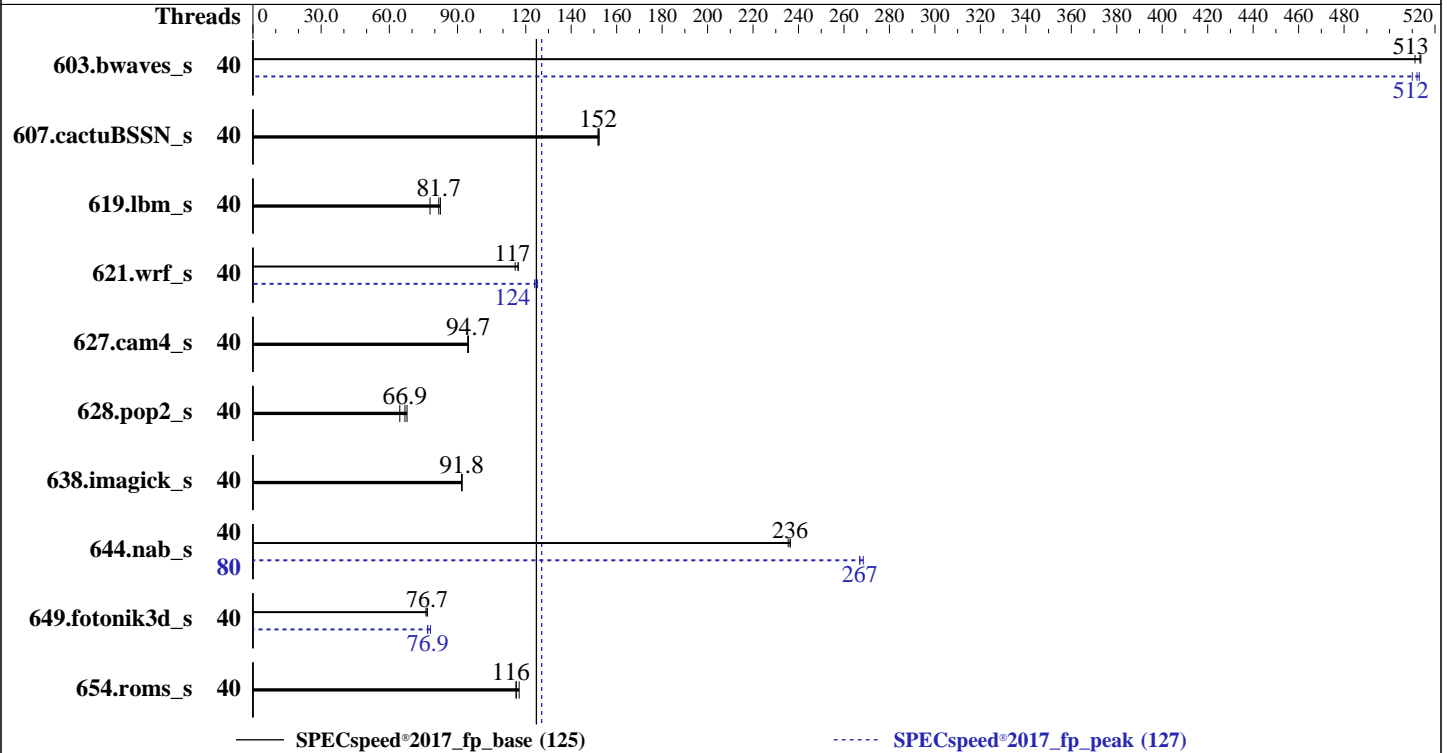 Threads 0 30.0 60.0 90.0 120 140 160 180 200 220 240 260 280 300 320 340 360 380 400 420 440 460 480 520
513
603.bwaves_s 40
512
152
607.cactuBSSN_s 40
81.7
619.lbm_s 40
117
621.wrf_s 40
124
94.7
627.cam4_s 40
66.9
628.pop2_s 40
91.8
638.imagick_s 40
40 236
644.nab_s
80 267
76.7
649.fotonik3d_s 40
76.9
116
654.roms_s 40
SPECspeed®2017_fp_base (125) SPECspeed®2017_fp_peak (127)